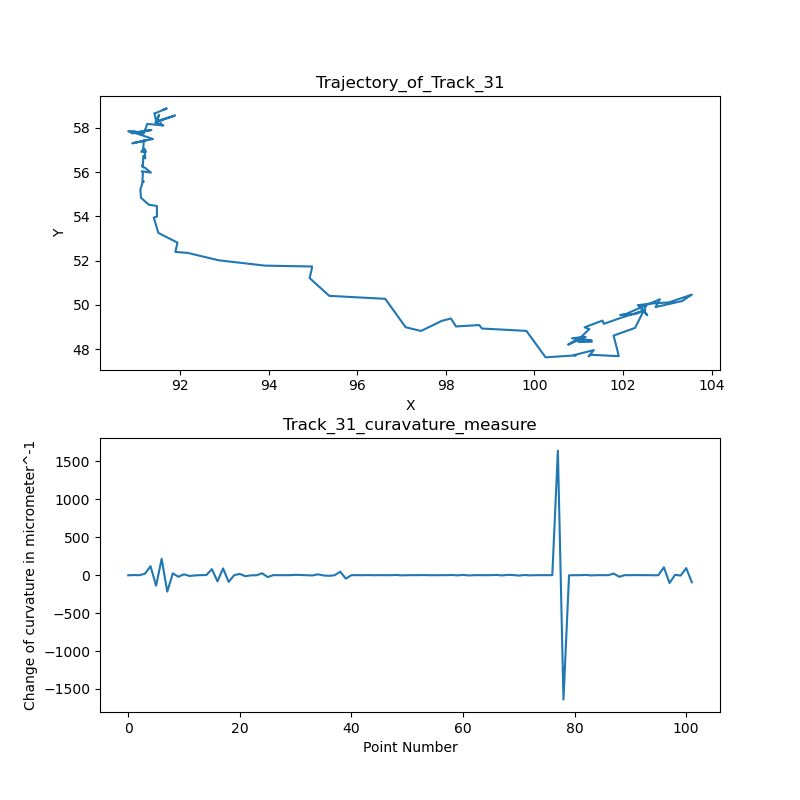 Trajectory_of_Track_31
58
56
54
52
50
48
Y
92 94 96 98 100 102 104
X
Track_31_curavature_measure
1500
1000
500
0
−500
−1000
−1500
Change of curvature in micrometer^-1
0 20 40 60 80 100
Point Number